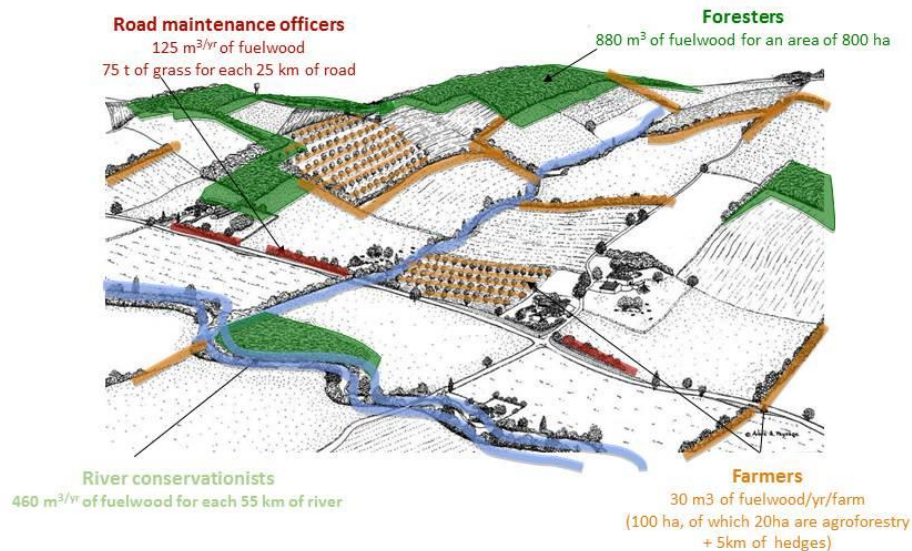 Road maintenance officers
125 m³/yr of fuelwood
75 t of grass for each 25 km of road
Foresters
880 m³ of fuelwood for an area of 800 ha
River conservationists
460 m³/yr of fuelwood for each 55 km of river
Farmers
30 m3 of fuelwood/yr/farm
(100 ha, of which 20ha are agroforestry
+ 5km of hedges)